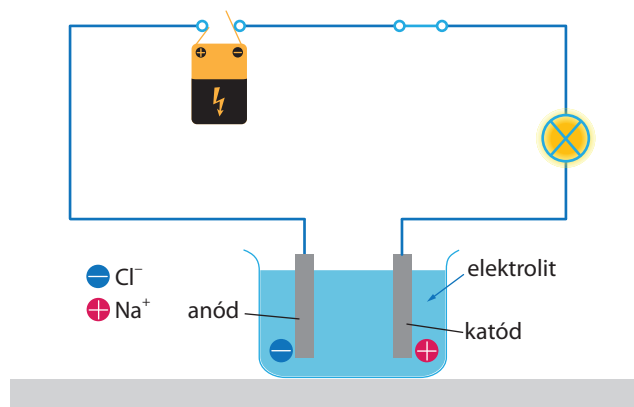 + −
− Cl⁻
+ Na⁺
anód
elektrolit
katód
− +